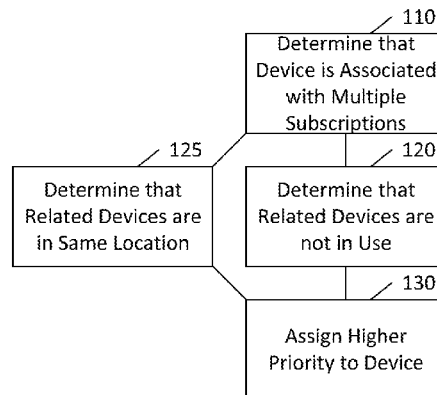 110
Determine that
Device is Associated
with Multiple
Subscriptions
125
Determine that
Related Devices are
in Same Location
120
Determine that
Related Devices are
not in Use
130
Assign Higher
Priority to Device